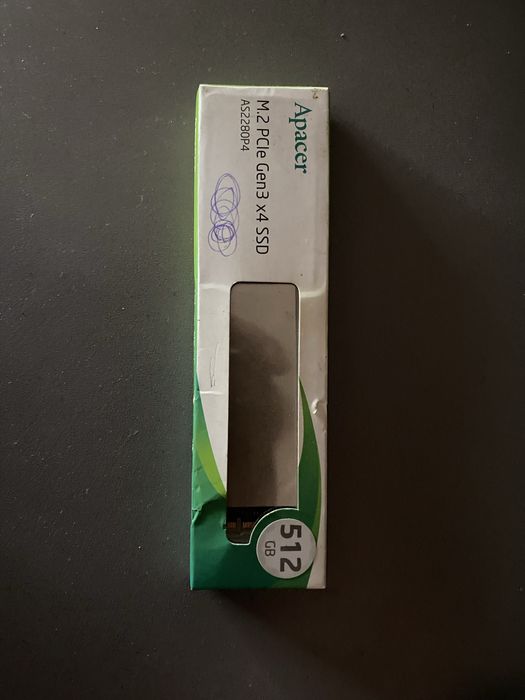 Apacer
M.2 PCIe Gen3 x4 SSD
AS2280P4
512
GB